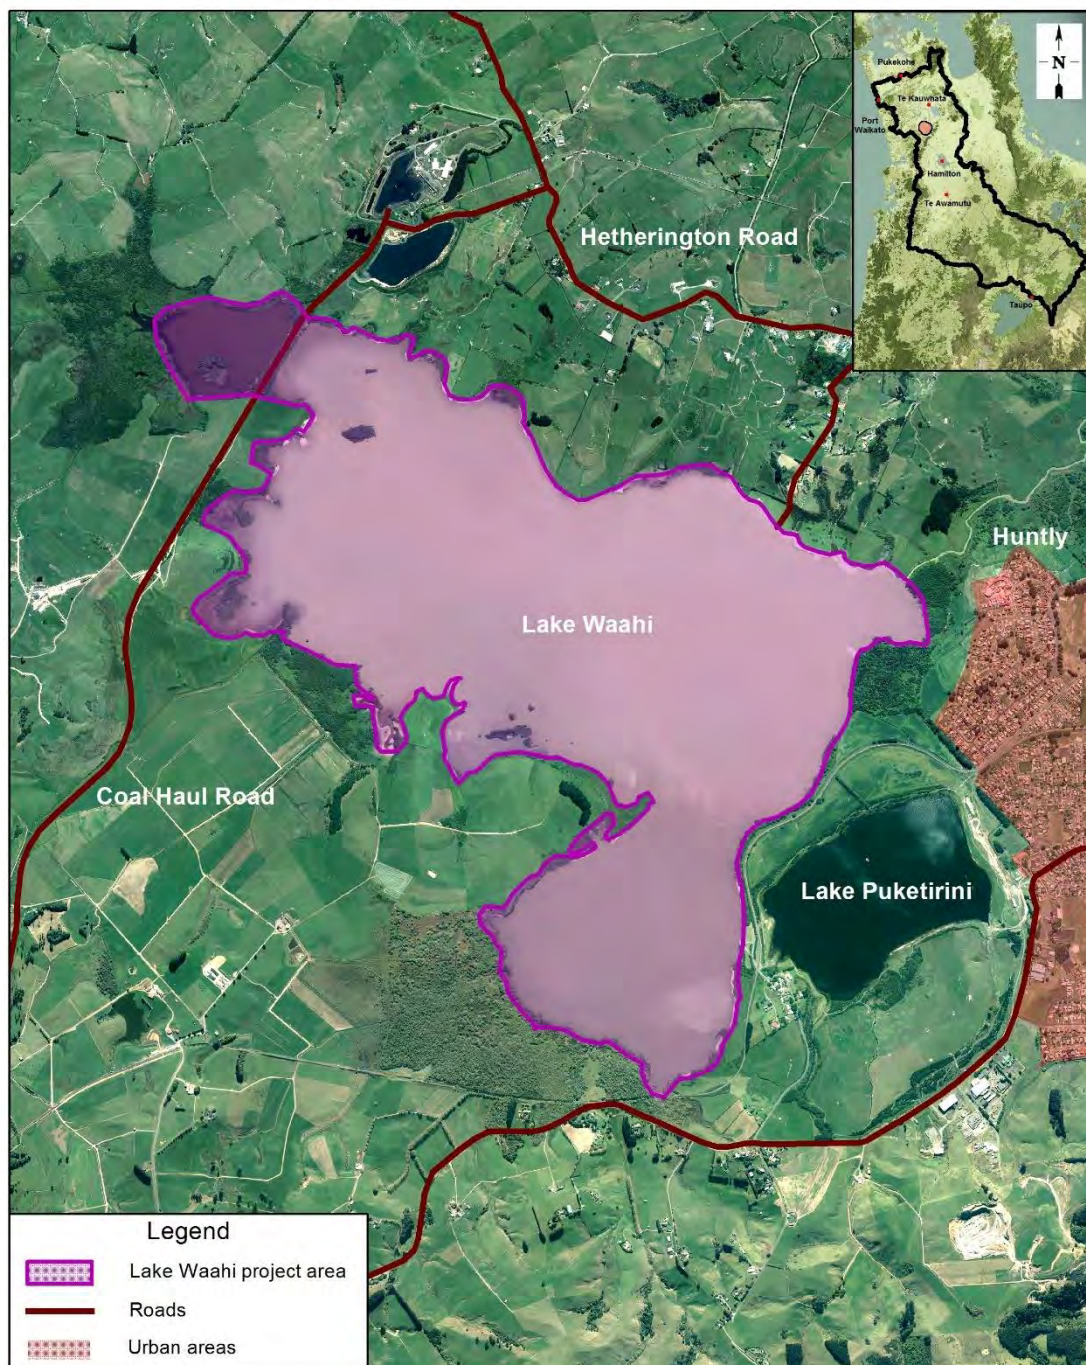 Pukekohe
N
Te Kauwhata
Port
Waikato
Hamilton
Te Awamutu
Taupo
Hetherington Road
Huntly
Lake Waahi
Coal Haul Road
Lake Puketirini
Legend
Lake Waahi project area
Roads
Urban areas